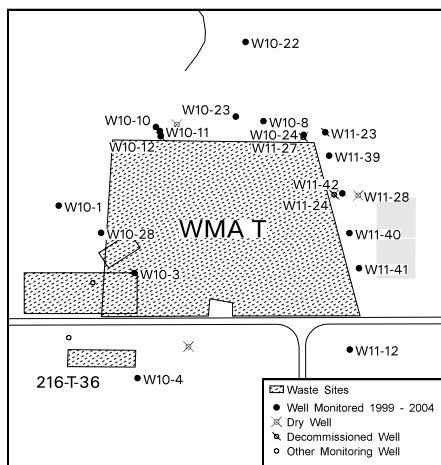 W10-22
W10-23
W10-8
W10-10
W10-11
W10-24
W11-23
W10-12
W11-27
W11-39
W11-42
W11-28
W11-24
W10-1
WMA T
W10-28
W11-40
W10-3
W11-41
W11-12
216-T-36
W10-4
Waste Sites
Well Monitored 1999 - 2004
Dry Well
Decommissioned Well
Other Monitoring Well